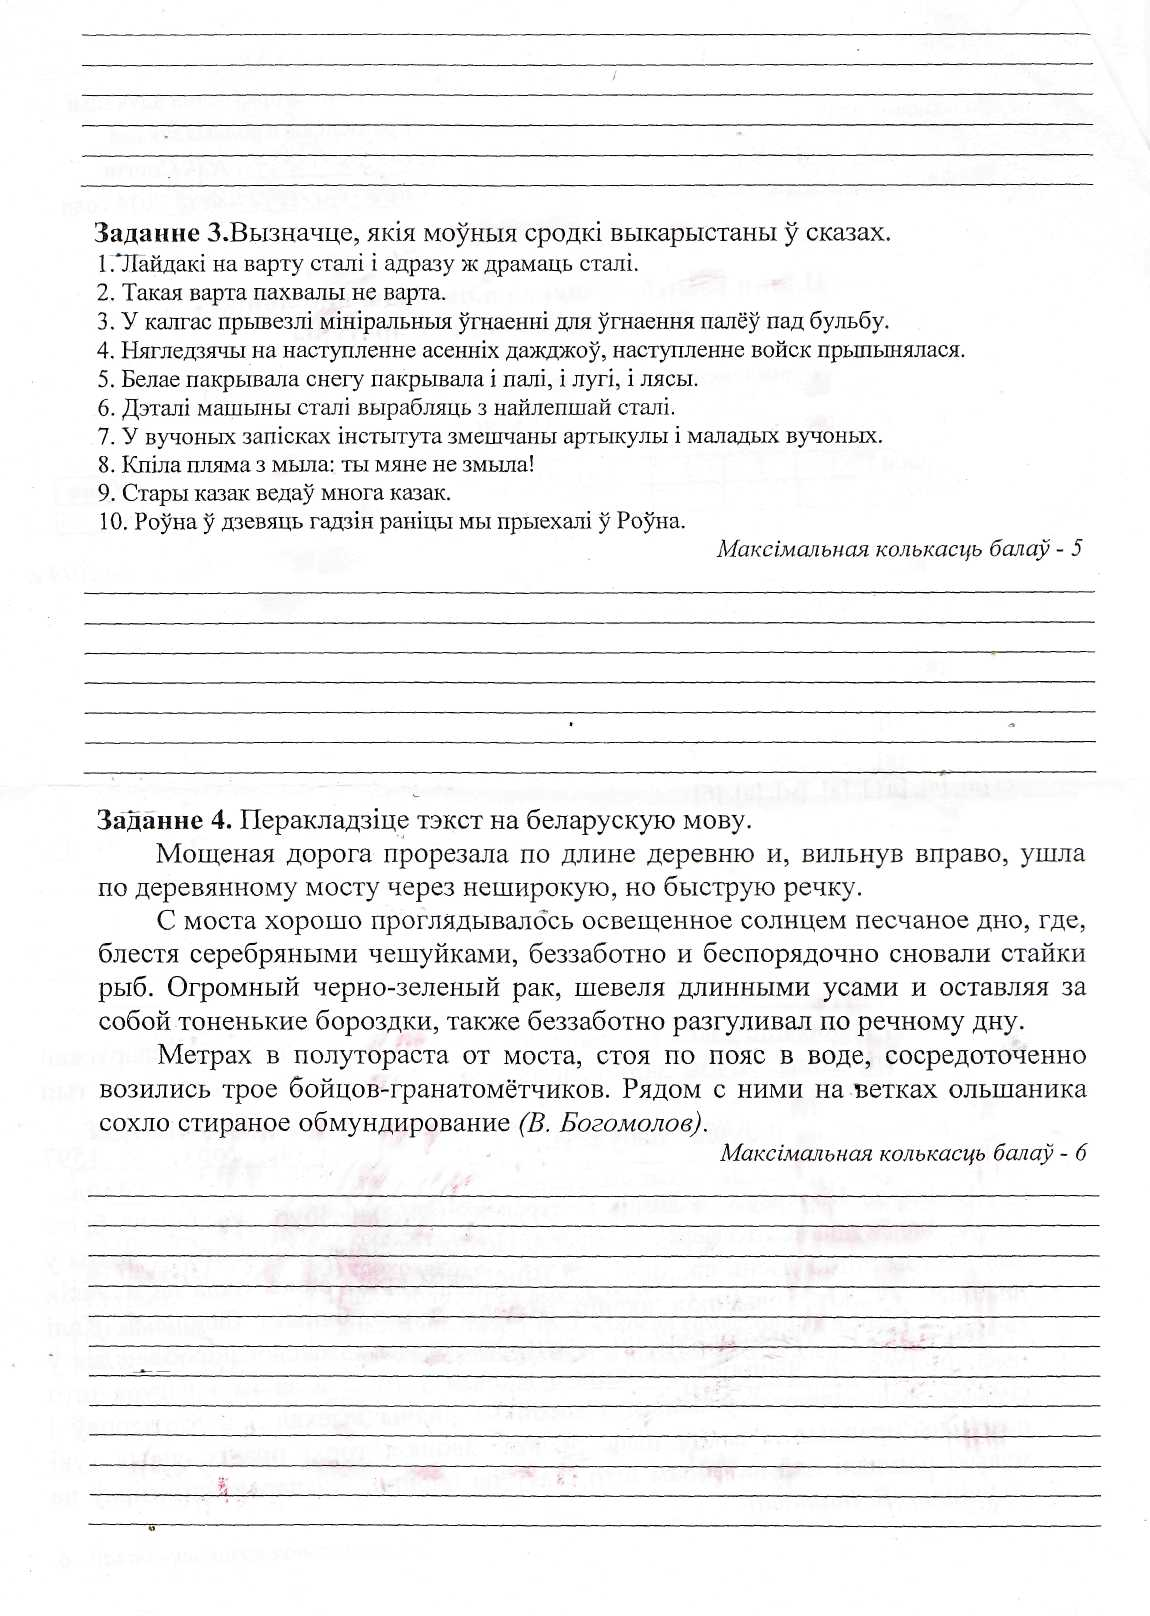 Заданне 3.Вызначце, якія моўныя сродкі выкарыстаны ў сказах.
1. Лайдакі на варту сталі і адразу ж драмаць сталі.
2. Такая варта пахвалы не варта.
3. У калгас прывезлі мініральныя ўгнаенні для ўгнаення палёў пад бульбу.
4. Нягледзячы на наступленне асенніх дажджоў, наступленне войск прыпынялася.
5. Белае пакрывала снегу пакрывала і палі, і лугі, і лясы.
6. Дэталі машыны сталі вырабляць з найлепшай сталі.
7. У вучоных запісках інстытута змешчаны артыкулы і маладых вучоных.
8. Кпіла пляма з мыла: ты мяне не змыла!
9. Стары казак ведаў многа казак.
10. Роўна ў дзевяць гадзін раніцы мы прыехалі ў Роўна.
Максімальная колькасць балаў - 5
Заданне 4. Перакладзіце тэкст на беларускую мову.
Мощеная дорога прорезала по длине деревню и, вильнув вправо, ушла
по деревянному мосту через неширокую, но быструю речку.
С моста хорошо проглядывалось освещенное солнцем песчаное дно, где,
блестя серебряными чешуйками, беззаботно и беспорядочно сновали стайки
рыб. Огромный черно-зеленый рак, шевеля длинными усами и оставляя за
собой тоненькие бороздки, также беззаботно разгуливал по речному дну.
Метрах в полутораста от моста, стоя по пояс в воде, сосредоточенно
возились трое бойцов-гранатомётчиков. Рядом с ними на ветках ольшаника
сохло стираное обмундирование (В. Богомолов).
Максімальная колькасць балаў - 6